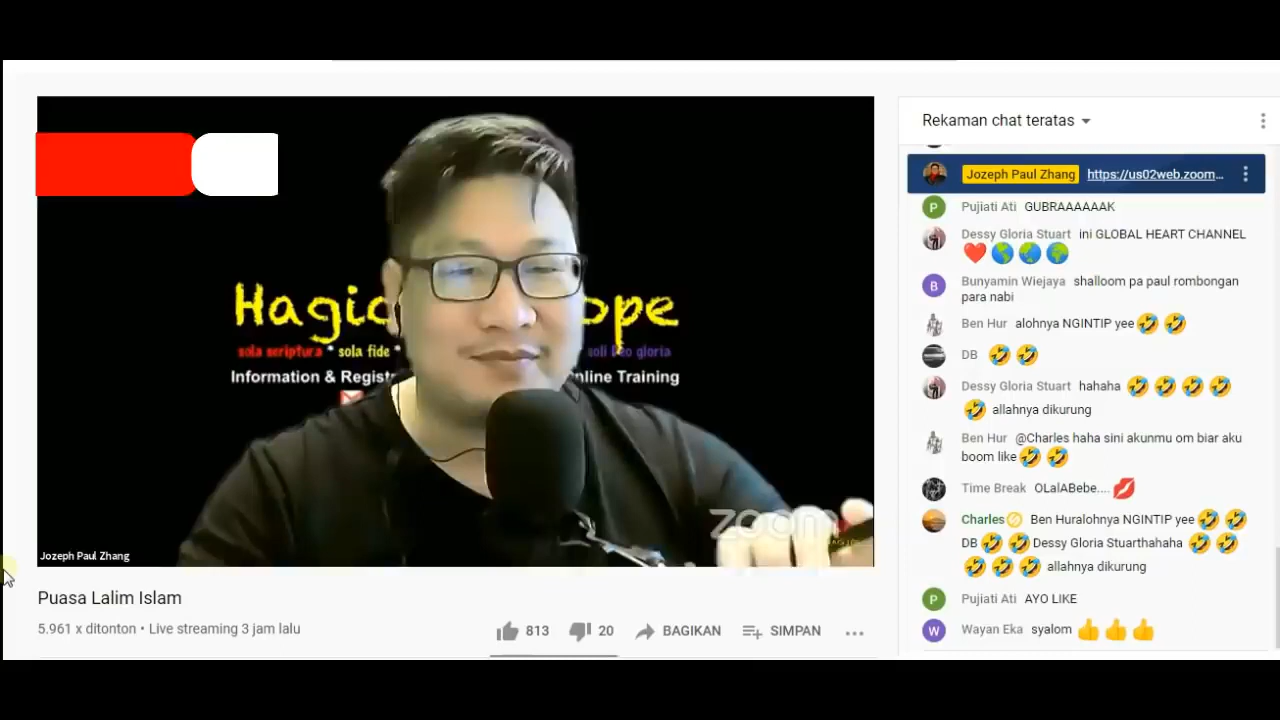 Hagio ope
sola scriptura * sola fide * soli Deo gloria
Information & Regist nline Training
zoom
Jozeph Paul Zhang
Puasa Lalim Islam
5.961 x ditonton • Live streaming 3 jam lalu
813
20
BAGIKAN
SIMPAN
Rekaman chat teratas
Jozeph Paul Zhang https://us02web.zoom...
Pujiati Ati GUBRAAAAAAK
Dessy Gloria Stuart ini GLOBAL HEART CHANNEL
❤️🌎🌏🌍
Bunyamin Wiejaya shalloom pa paul rombongan
para nabi
Ben Hur alohnya NGINTIP yee🤣🤣
DB 🤣🤣
Dessy Gloria Stuart hahaha 🤣🤣🤣🤣
🤣 allahnya dikurung
Ben Hur @Charles haha sini akunmu om biar aku
boom like🤣🤣
Time Break OLalABebe....💋
Charles Ben Huralohnya NGINTIP yee🤣🤣
DB🤣🤣Dessy Gloria Stuarthahaha 🤣🤣
🤣🤣🤣 allahnya dikurung
Pujiati Ati AYO LIKE
Wayan Eka syalom 👍👍👍